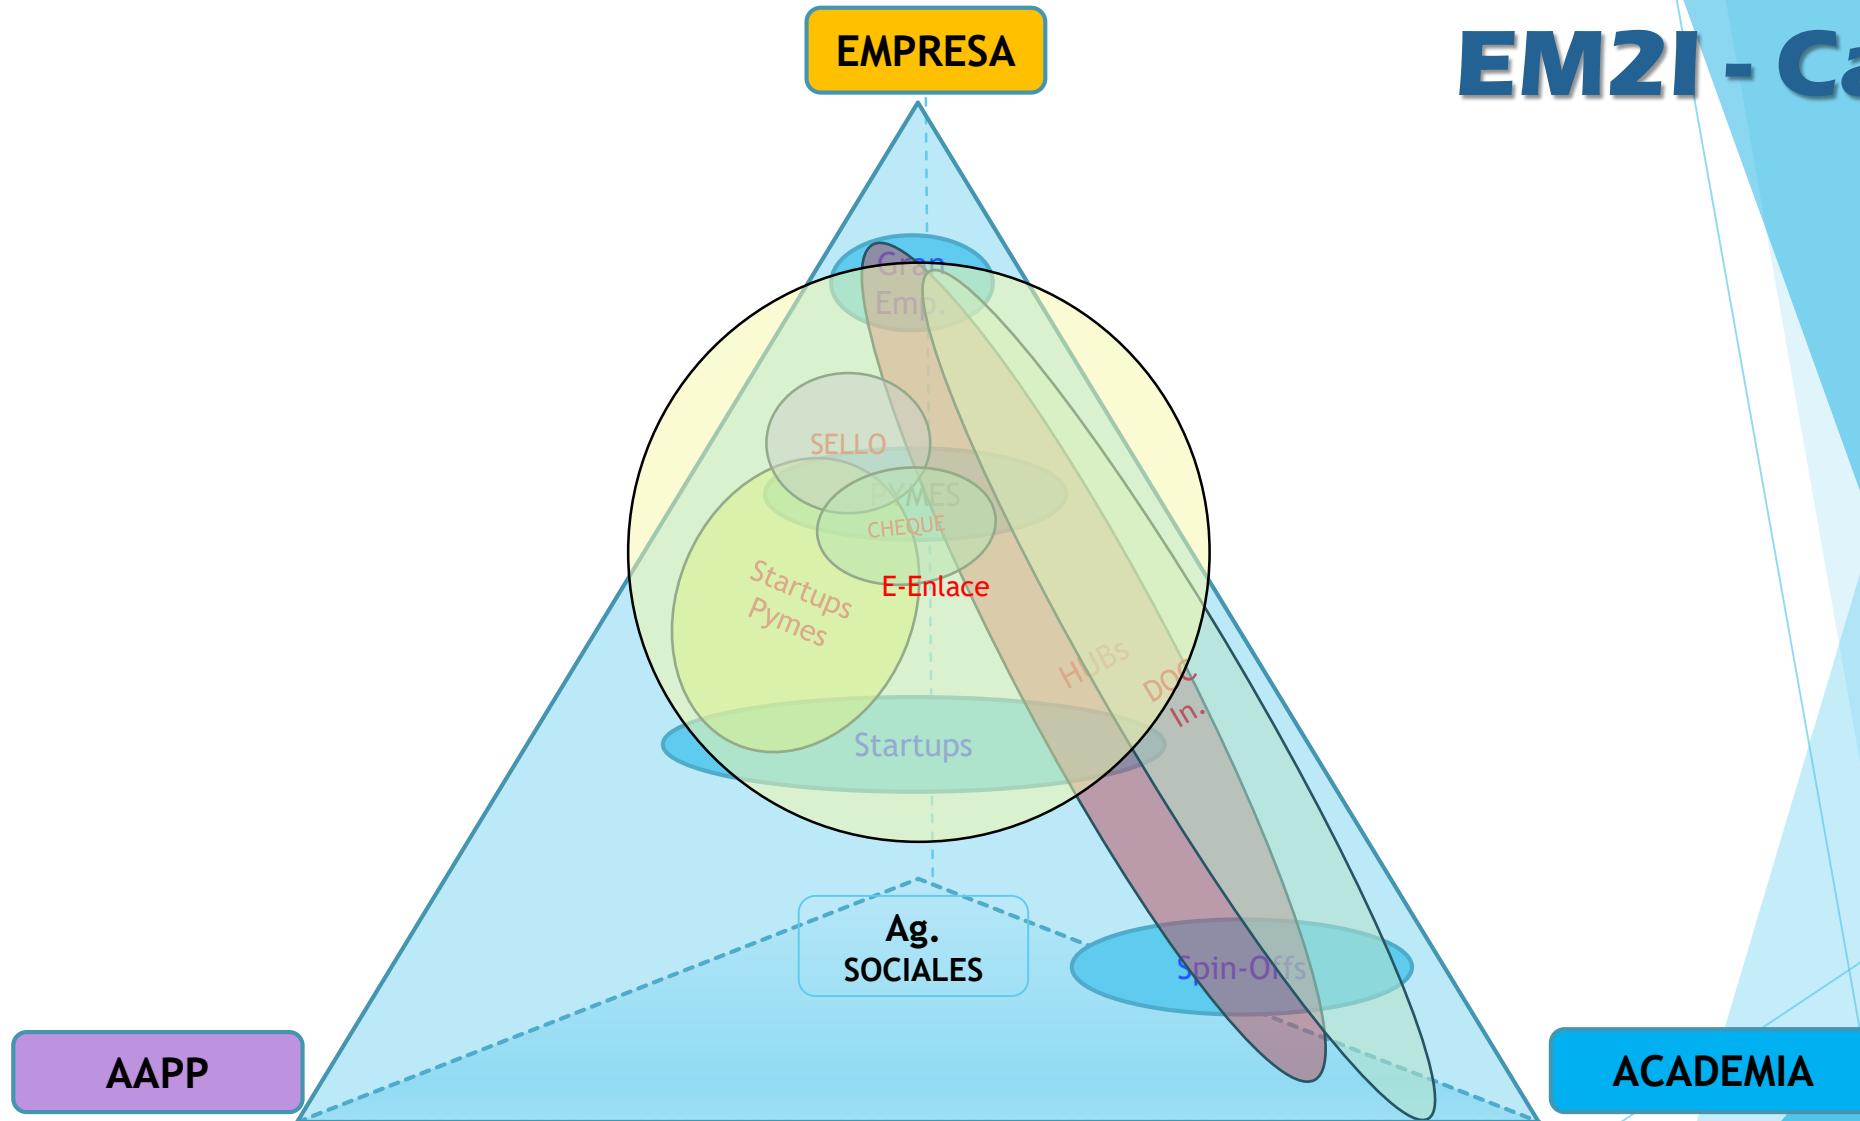 EMPRESA
EM2I - Ca
Gran
Emp.
SELLO
PYMES
CHEQUE
E-Enlace
Startups
Pymes
HUBs
DOC
In.
Startups
Ag.
SOCIALES
Spin-Offs
AAPP
ACADEMIA